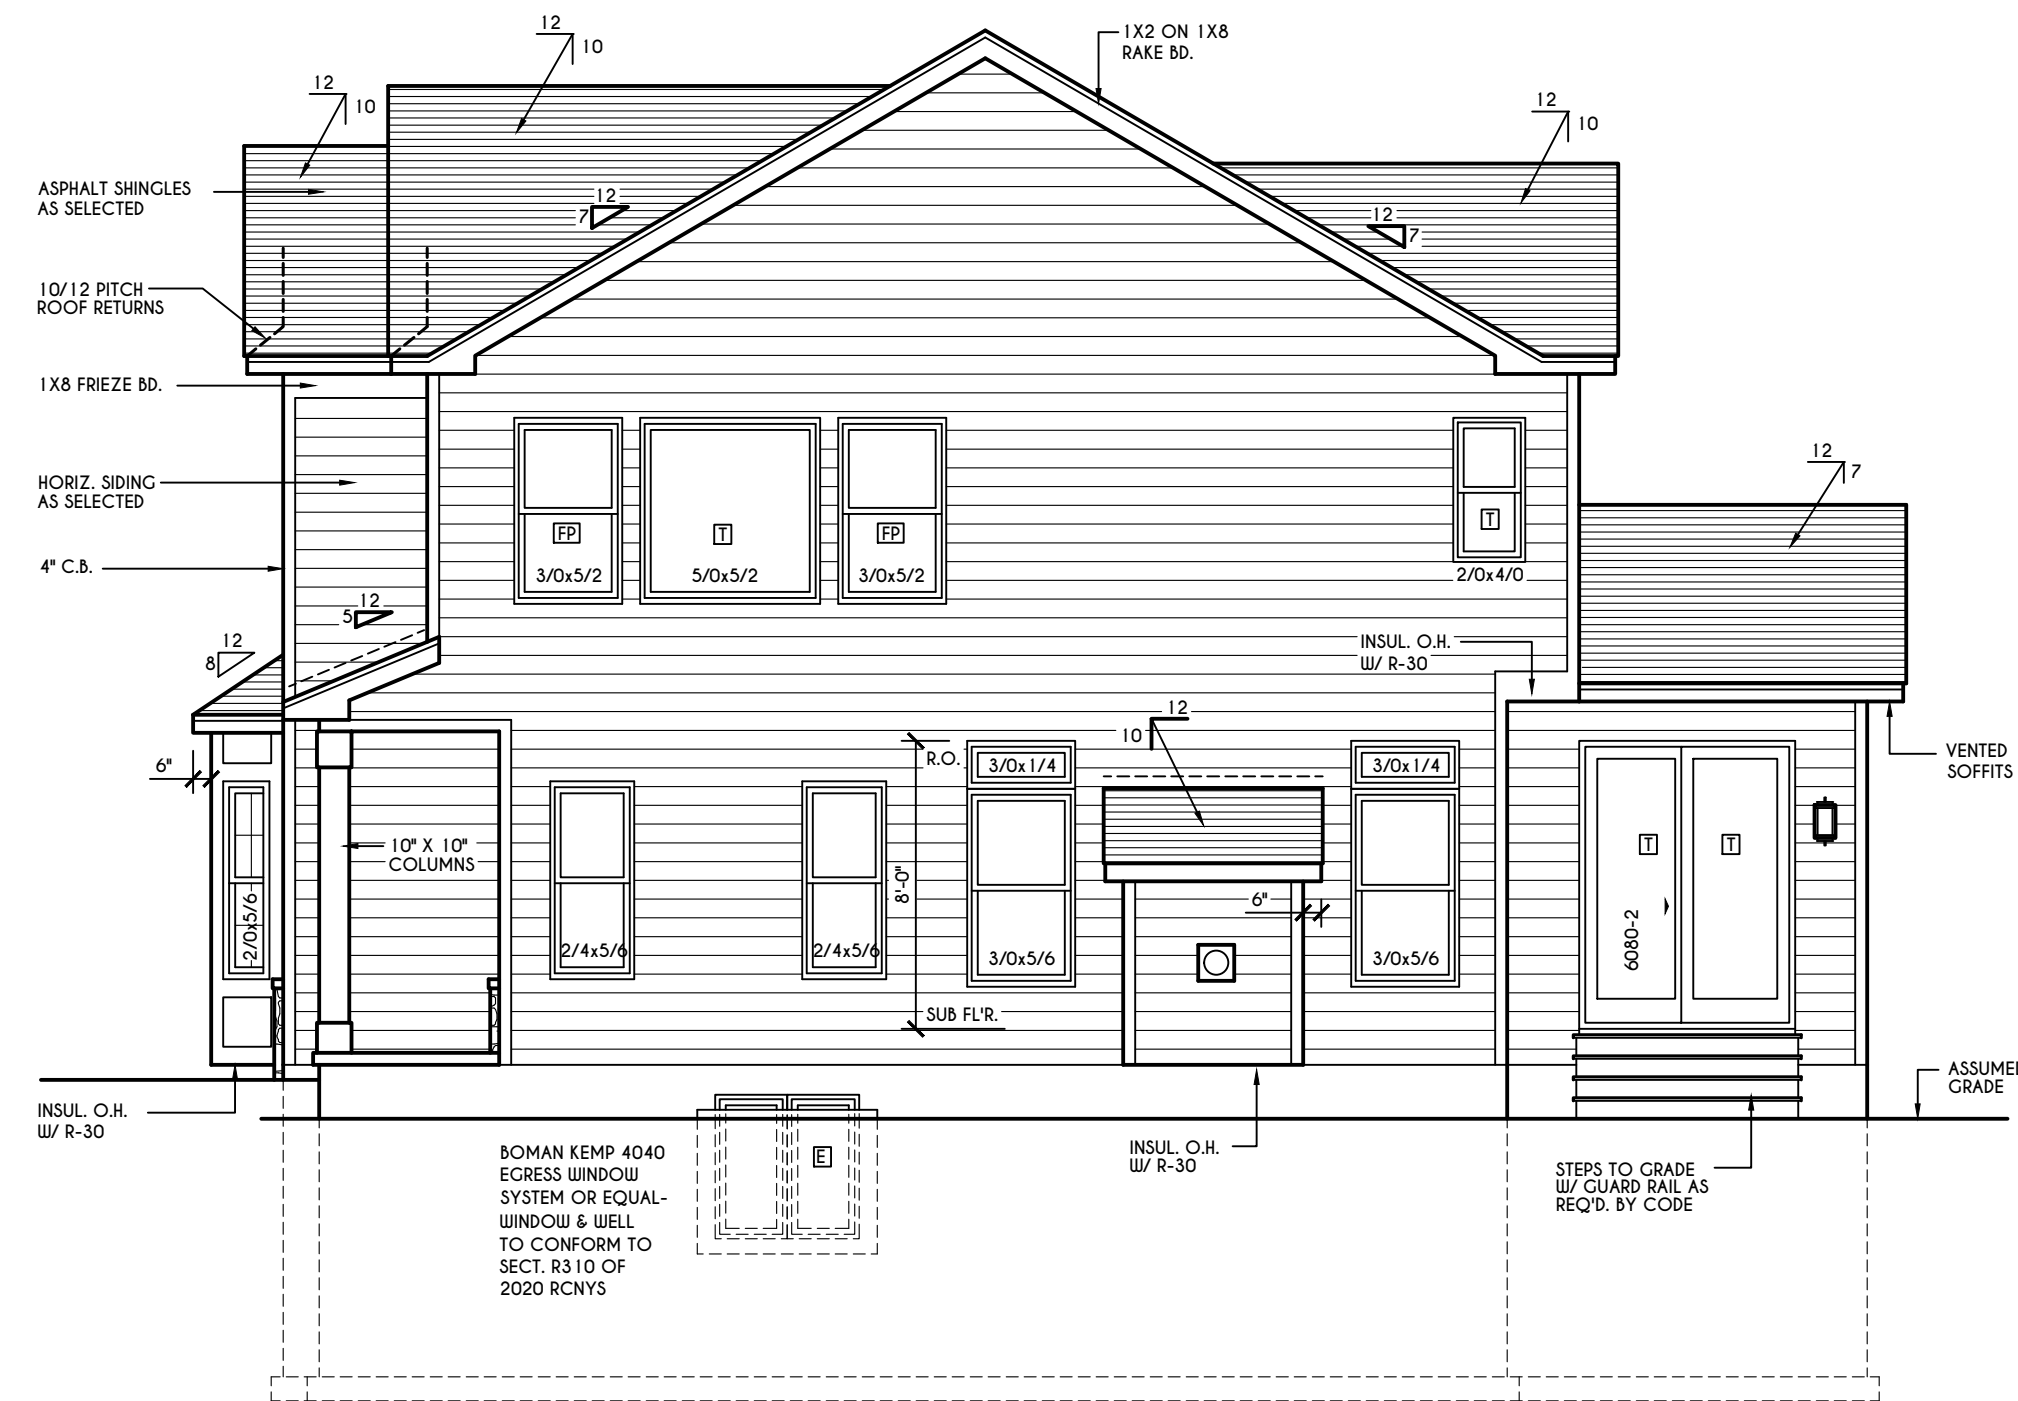 12
10
1X2 ON 1X8
RAKE BD.
12
10
12
10
ASPHALT SHINGLES
AS SELECTED
12
7
12
7
10/12 PITCH
ROOF RETURNS
1X8 FRIEZE BD.
HORIZ. SIDING
AS SELECTED
12
7
FP
T
FP
T
3/0x5/2
5/0x5/2
3/0x5/2
2/0x4/0
4" C.B.
12
5
12
8
INSUL. O.H.
W/ R-30
12
10
6"
R.O.
3/0x1/4
3/0x1/4
VENTED
SOFFITS
10" X 10"
COLUMNS
8'-0"
T
T
6"
2/0x5/6
2/4x5/6
2/4x5/6
3/0x5/6
3/0x5/6
6080-2
SUB FL'R.
ASSUME
GRADE
INSUL. O.H.
W/ R-30
BOMAN KEMP 4040
EGRESS WINDOW
SYSTEM OR EQUAL-
WINDOW & WELL
TO CONFORM TO
SECT. R310 OF
2020 RCNYS
E
INSUL. O.H.
W/ R-30
STEPS TO GRADE
W/ GUARD RAIL AS
REQ'D. BY CODE